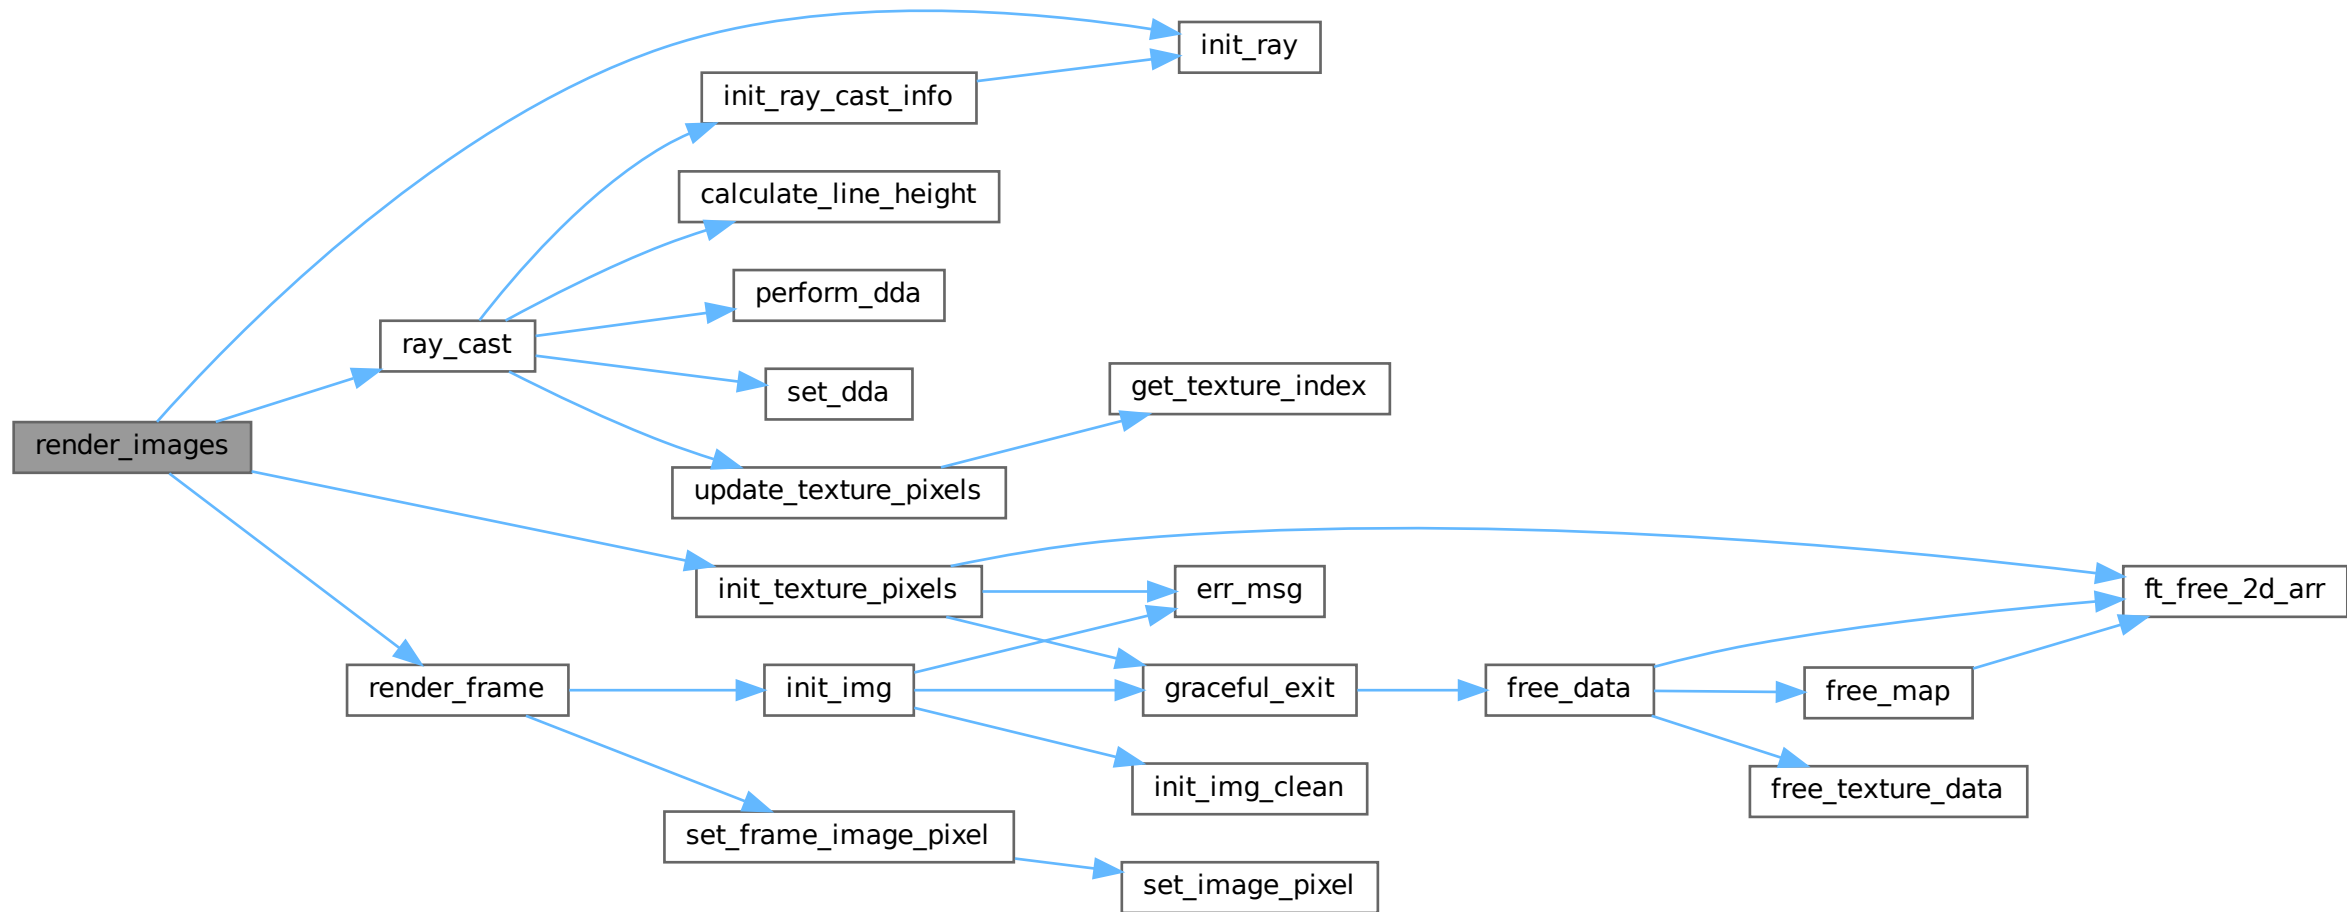 init_ray
init_ray_cast_info
calculate_line_height
perform_dda
ray_cast
set_dda
get_texture_index
render_images
update_texture_pixels
init_texture_pixels
err_msg
ft_free_2d_arr
render_frame
init_img
graceful_exit
free_data
free_map
init_img_clean
free_texture_data
set_frame_image_pixel
set_image_pixel